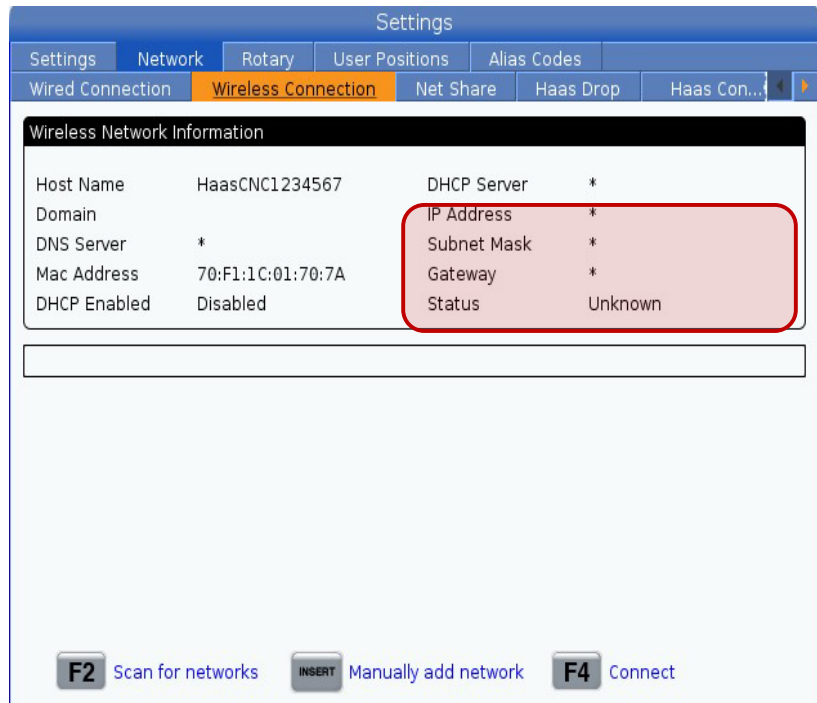 Settings
Settings Network Rotary User Positions Alias Codes
Wired Connection Wireless Connection Net Share Haas Drop Haas Con...
Wireless Network Information
Host Name HaasCNC1234567 DHCP Server *
Domain IP Address *
DNS Server * Subnet Mask *
Mac Address 70:F1:1C:01:70:7A Gateway *
DHCP Enabled Disabled Status Unknown
F2 Scan for networks INSERT Manually add network F4 Connect